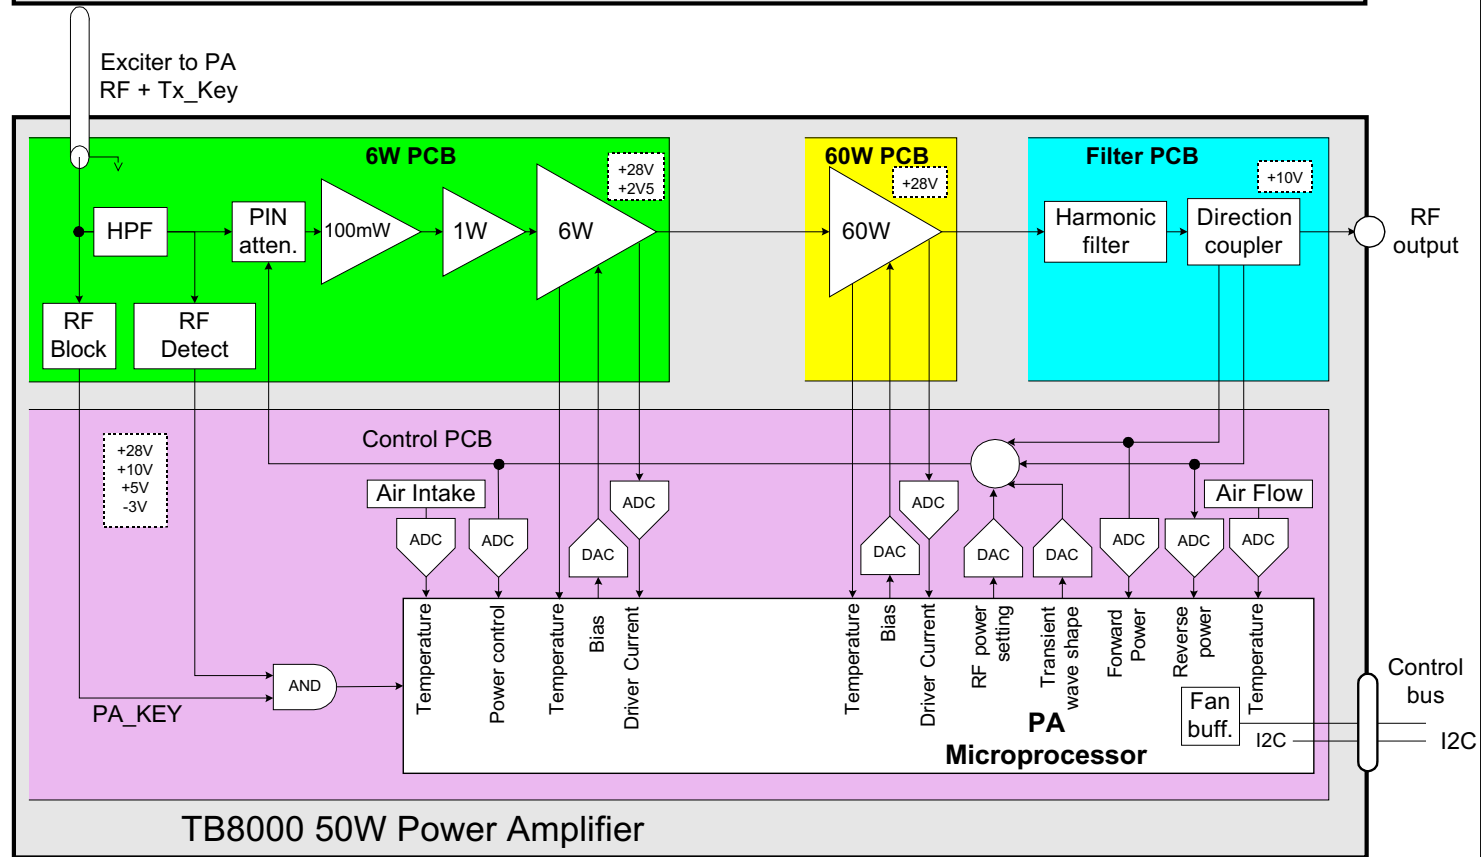 Exciter to PA
RF + Tx_Key
6W PCB
+28V
+2V5
60W PCB
+28V
Filter PCB
+10V
HPF
PIN
atten.
100mW
1W
6W
60W
Harmonic
filter
Direction
coupler
RF
output
RF
Block
RF
Detect
+28V
+10V
+5V
-3V
Control PCB
Air Intake
Air Flow
ADC
ADC
DAC
ADC
DAC
ADC
DAC
DAC
ADC
ADC
ADC
Temperature
Power control
Temperature
Bias
Driver Current
Temperature
Bias
Driver Current
RF power
setting
Transient
wave shape
Forward
Power
Reverse
power
Temperature
AND
PA_KEY
PA
Microprocessor
Fan
buff.
I2C
Control
bus
I2C
TB8000 50W Power Amplifier